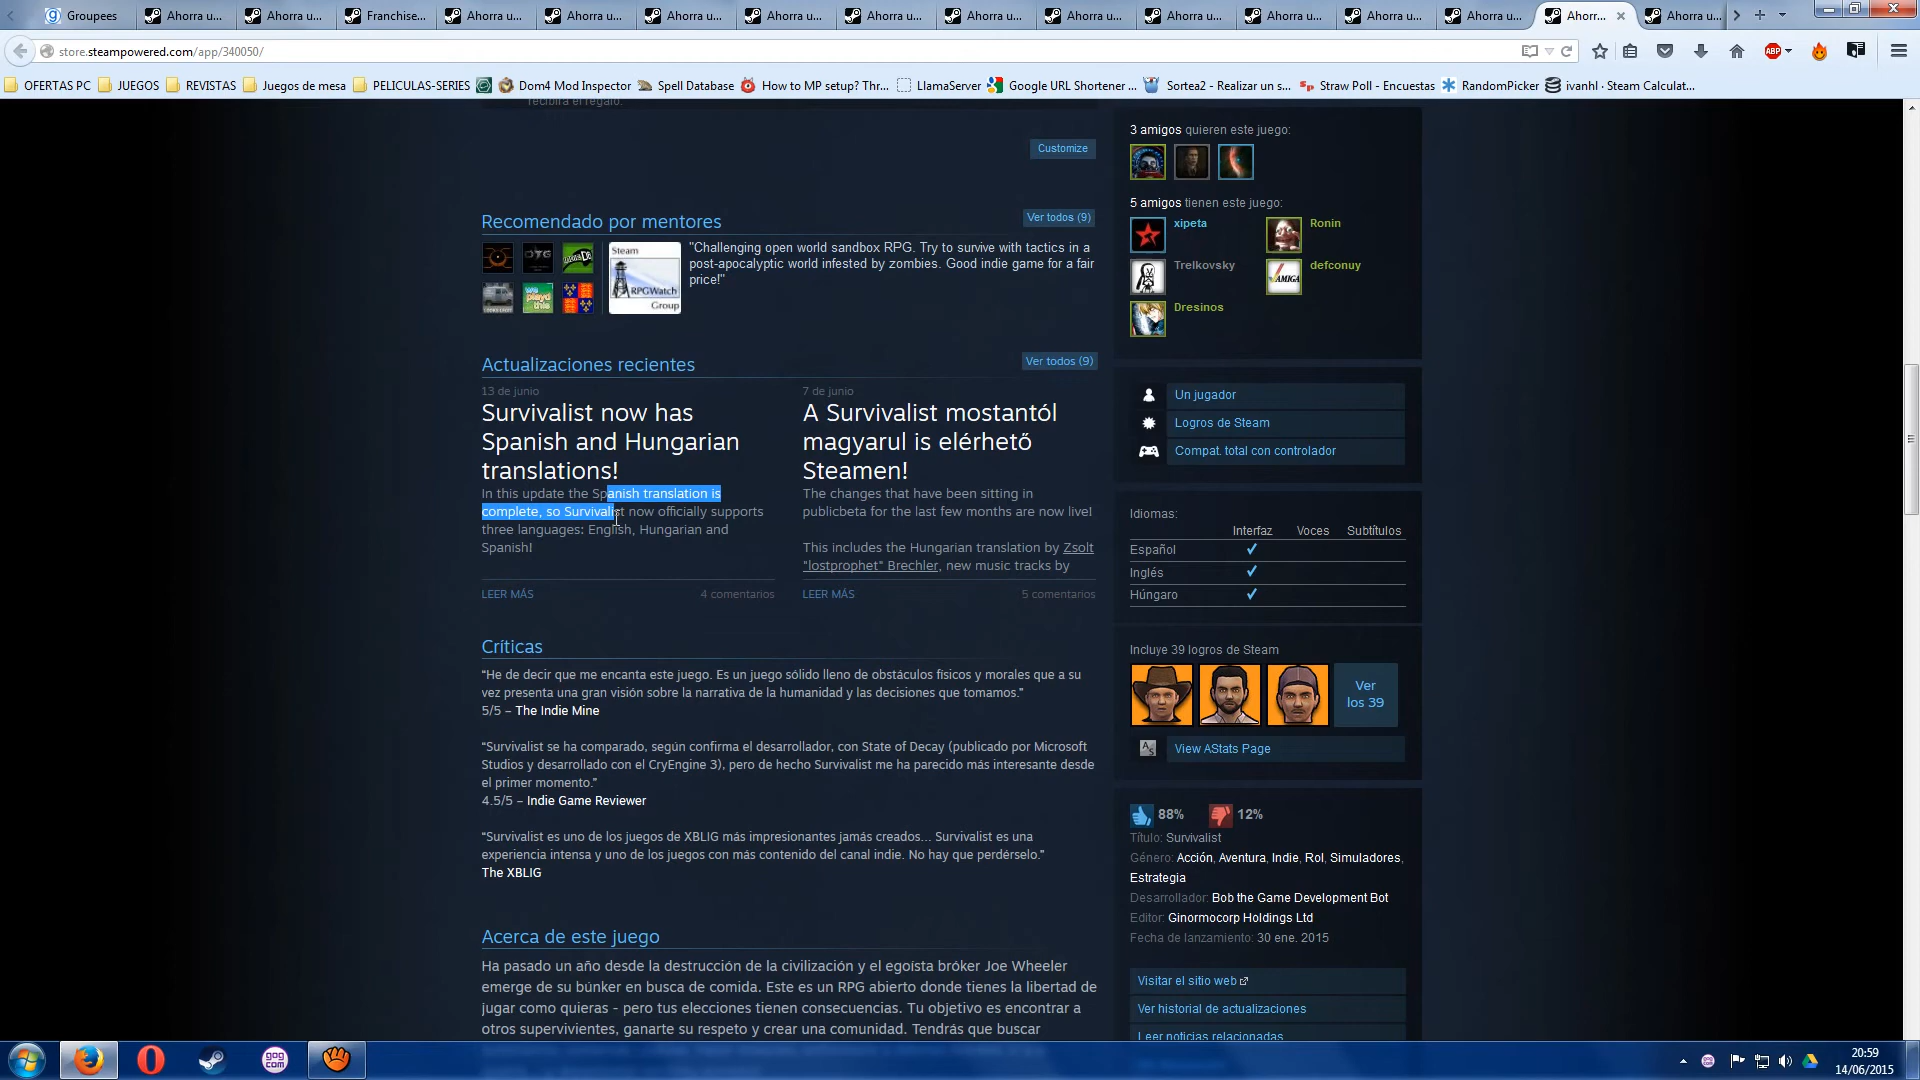 Groupees
Ahorra u...
Ahorra u...
Franchise...
Ahorra u...
Ahorra u...
Ahorra u...
Ahorra u...
Ahorra u...
Ahorra u...
Ahorra u...
Ahorra u...
Ahorra u...
Ahorra u...
Ahorra u...
Ahorr...
Ahorra u...
store.steampowered.com/app/340050/
ABP
OFERTAS PC
JUEGOS
REVISTAS
Juegos de mesa
PELICULAS-SERIES
Dom4 Mod Inspector
Spell Database
How to MP setup? Thr...
LlamaServer
Google URL Shortener ...
Sortea2 - Realizar un s...
Straw Poll - Encuestas
RandomPicker
ivanhl · Steam Calculat...
recibirá el regalo.
Customize
Recomendado por mentores
Ver todos (9)
Steam
RPGWatch
Group
"Challenging open world sandbox RPG. Try to survive with tactics in a
post-apocalyptic world infested by zombies. Good indie game for a fair
price!"
Actualizaciones recientes
Ver todos (9)
13 de junio
Survivalist now has
Spanish and Hungarian
translations!
In this update the Spanish translation is
complete, so Survivalist now officially supports
three languages: English, Hungarian and
Spanish!
LEER MÁS
4 comentarios
7 de junio
A Survivalist mostantól
magyarul is elérhető
Steamen!
The changes that have been sitting in
publicbeta for the last few months are now live!
This includes the Hungarian translation by Zsolt
"lostprophet" Brechler, new music tracks by
LEER MÁS
5 comentarios
Críticas
“He de decir que me encanta este juego. Es un juego sólido lleno de obstáculos físicos y morales que a su
vez presenta una gran visión sobre la narrativa de la humanidad y las decisiones que tomamos.”
5/5 – The Indie Mine
“Survivalist se ha comparado, según confirma el desarrollador, con State of Decay (publicado por Microsoft
Studios y desarrollado con el CryEngine 3), pero de hecho Survivalist me ha parecido más interesante desde
el primer momento.”
4.5/5 – Indie Game Reviewer
“Survivalist es uno de los juegos de XBLIG más impresionantes jamás creados... Survivalist es una
experiencia intensa y uno de los juegos con más contenido del canal indie. No hay que perdérselo.”
The XBLIG
Acerca de este juego
Ha pasado un año desde la destrucción de la civilización y el egoísta bróker Joe Wheeler
emerge de su búnker en busca de comida. Este es un RPG abierto donde tienes la libertad de
jugar como quieras - pero tus elecciones tienen consecuencias. Tu objetivo es encontrar a
otros supervivientes, ganarte su respeto y crear una comunidad. Tendrás que buscar
3 amigos quieren este juego:
5 amigos tienen este juego:
xipeta
Ronin
Trelkovsky
defconuy
AMIGA
Dresinos
Un jugador
Logros de Steam
Compat. total con controlador
Idiomas:
Interfaz Voces Subtítulos
Español
Inglés
Húngaro
Incluye 39 logros de Steam
Ver
los 39
View AStats Page
88%
12%
Título: Survivalist
Género: Acción, Aventura, Indie, Rol, Simuladores,
Estrategia
Desarrollador: Bob the Game Development Bot
Editor: Ginormocorp Holdings Ltd
Fecha de lanzamiento: 30 ene. 2015
Visitar el sitio web
Ver historial de actualizaciones
Leer noticias relacionadas
gog
com
20:59
14/06/2015